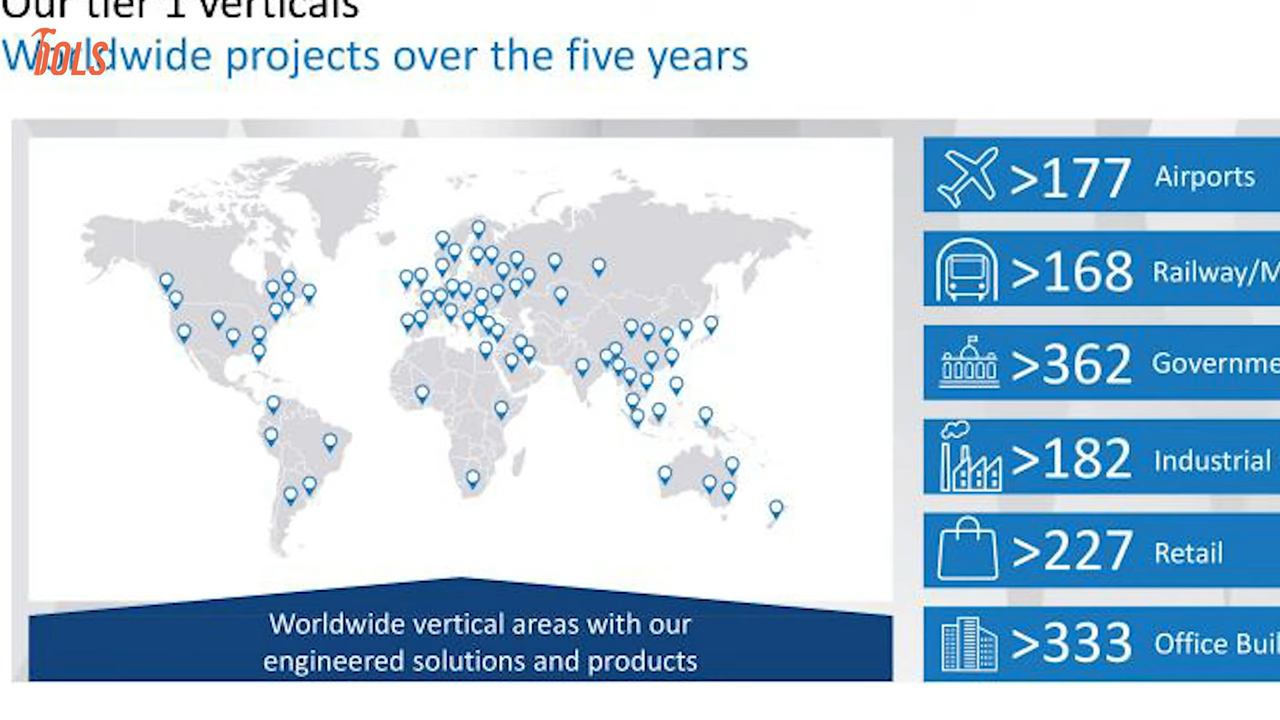 Our tier 1 verticals
Worldwide projects over the five years
TOOLS
>177 Airports
>168 Railway/M
>362 Governme
>182 Industrial
>227 Retail
>333 Office Buil
Worldwide vertical areas with our
engineered solutions and products